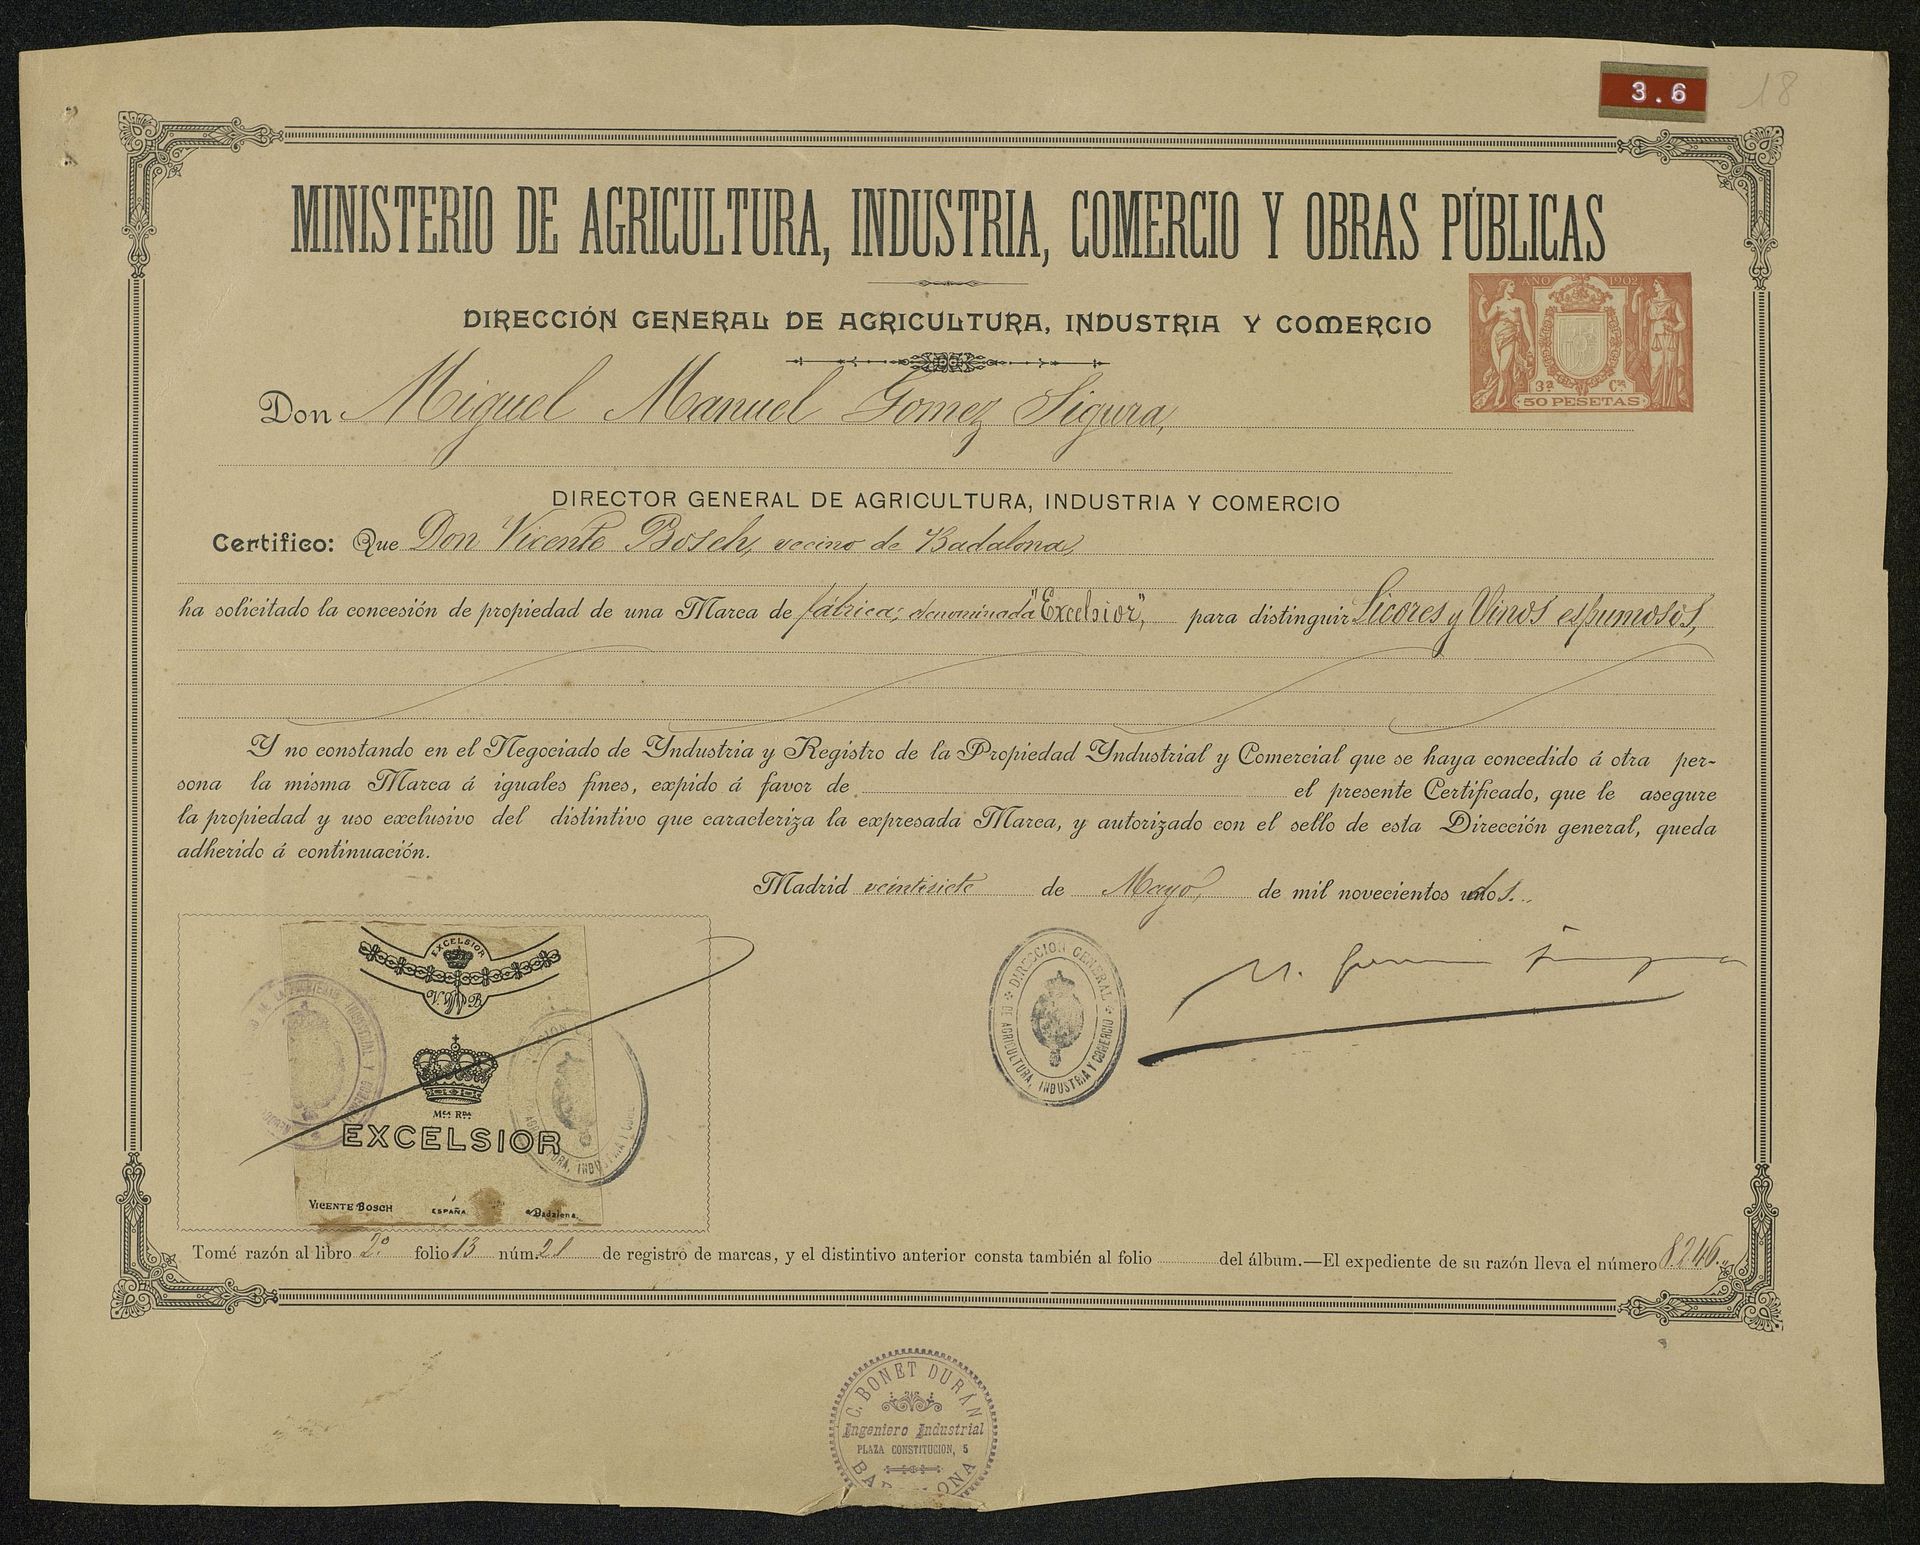 3.6
18
MINISTERIO DE AGRICULTURA, INDUSTRIA, COMERCIO Y OBRAS PÚBLICAS
AÑO 1902
3ª Cᵉ
50 PESETAS
DIRECCIÓN GENERAL DE AGRICULTURA, INDUSTRIA Y COMERCIO
Don Miguel Manuel Gomez Sigura,
DIRECTOR GENERAL DE AGRICULTURA, INDUSTRIA Y COMERCIO
Certifico: Que Don Vicente Bosch, vecino de Badalona,
ha solicitado la concesión de propiedad de una Marca de fábrica, denominada "Excelsior", para distinguir Licores y Vinos espumosos,
Y no constando en el Negociado de Yndustria y Registro de la Propiedad Yndustrial y Comercial que se haya concedido á otra per-
sona la misma Marca á iguales fines, expido á favor de el presente Certificado, que le asegure
la propiedad y uso exclusivo del distintivo que caracteriza la expresada Marca, y autorizado con el sello de esta Dirección general, queda
adherido á continuación.
Madrid veintisiete de Mayo, de mil novecientos dos.
EXCELSIOR
V. B
Mᶜᵃ Rᴰᵃ
EXCELSIOR
VICENTE BOSCH ESPAÑA Badalona.
DIRECCION GENERAL DE AGRICULTURA, INDUSTRIA Y COMERCIO
Tomé razón al libro 2º folio 13 núm. 21 de registro de marcas, y el distintivo anterior consta también al folio del álbum.—El expediente de su razón lleva el número 8.246.
C. BONET DURÁN
Ingeniero Industrial
PLAZA CONSTITUCION, 5